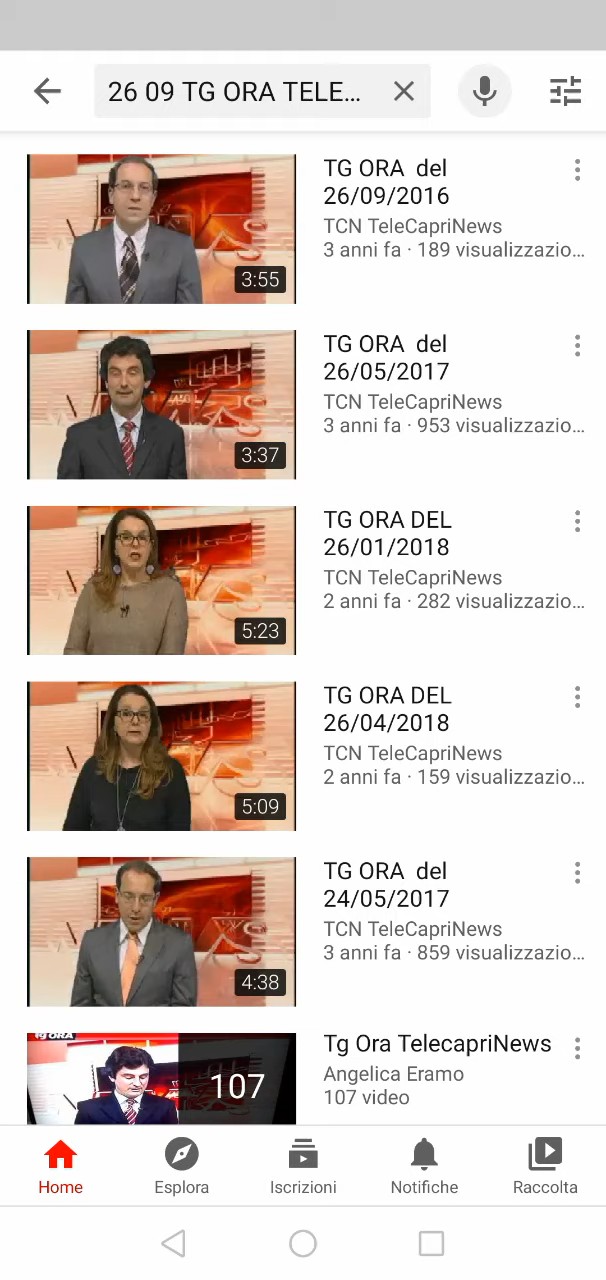 26 09 TG ORA TELE...
TG ORA del
26/09/2016
TCN TeleCapriNews
3 anni fa · 189 visualizzazio...
3:55
TG ORA del
26/05/2017
TCN TeleCapriNews
3 anni fa · 953 visualizzazio...
3:37
TG ORA DEL
26/01/2018
TCN TeleCapriNews
2 anni fa · 282 visualizzazio...
5:23
TG ORA DEL
26/04/2018
TCN TeleCapriNews
2 anni fa · 159 visualizzazio...
5:09
TG ORA del
24/05/2017
TCN TeleCapriNews
3 anni fa · 859 visualizzazio...
4:38
Tg ORA
107
Tg Ora TelecapriNews
Angelica Eramo
107 video
Home
Esplora
Iscrizioni
Notifiche
Raccolta